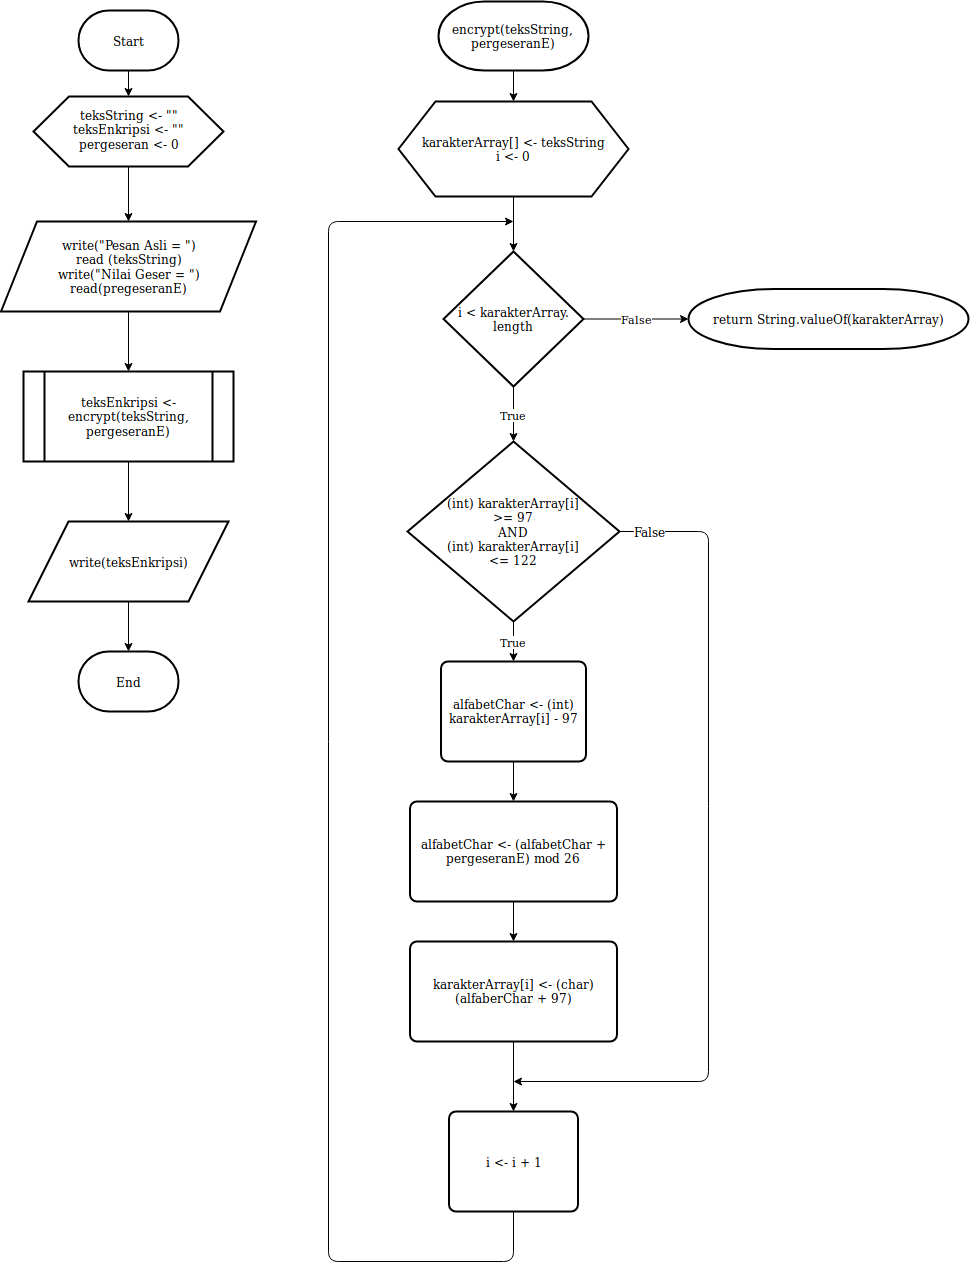 Start
teksString <- ""
teksEnkripsi <- ""
pergeseran <- 0
write("Pesan Asli = ")
read (teksString)
write("Nilai Geser = ")
read(pregeseranE)
teksEnkripsi <-
encrypt(teksString,
pergeseranE)
write(teksEnkripsi)
End
encrypt(teksString,
pergeseranE)
karakterArray[] <- teksString
i <- 0
i < karakterArray.
length
False
return String.valueOf(karakterArray)
True
(int) karakterArray[i]
>= 97
AND
(int) karakterArray[i]
<= 122
False
True
alfabetChar <- (int)
karakterArray[i] - 97
alfabetChar <- (alfabetChar +
pergeseranE) mod 26
karakterArray[i] <- (char)
(alfaberChar + 97)
i <- i + 1